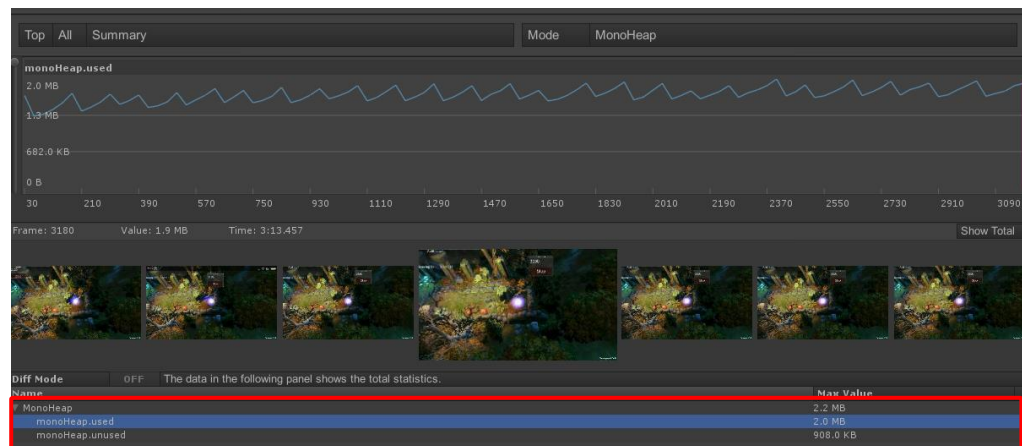 Top All Summary Mode MonoHeap
monoHeap.used
2.0 MB
1.3 MB
682.0 KB
0 B
30 210 390 570 750 930 1110 1290 1470 1650 1830 2010 2190 2370 2550 2730 2910 3090
Frame: 3180 Value: 1.9 MB Time: 3:13.457 Show Total
Diff Mode OFF The data in the following panel shows the total statistics.
Name Max Value
MonoHeap 2.2 MB
monoHeap.used 2.0 MB
monoHeap.unused 908.0 KB